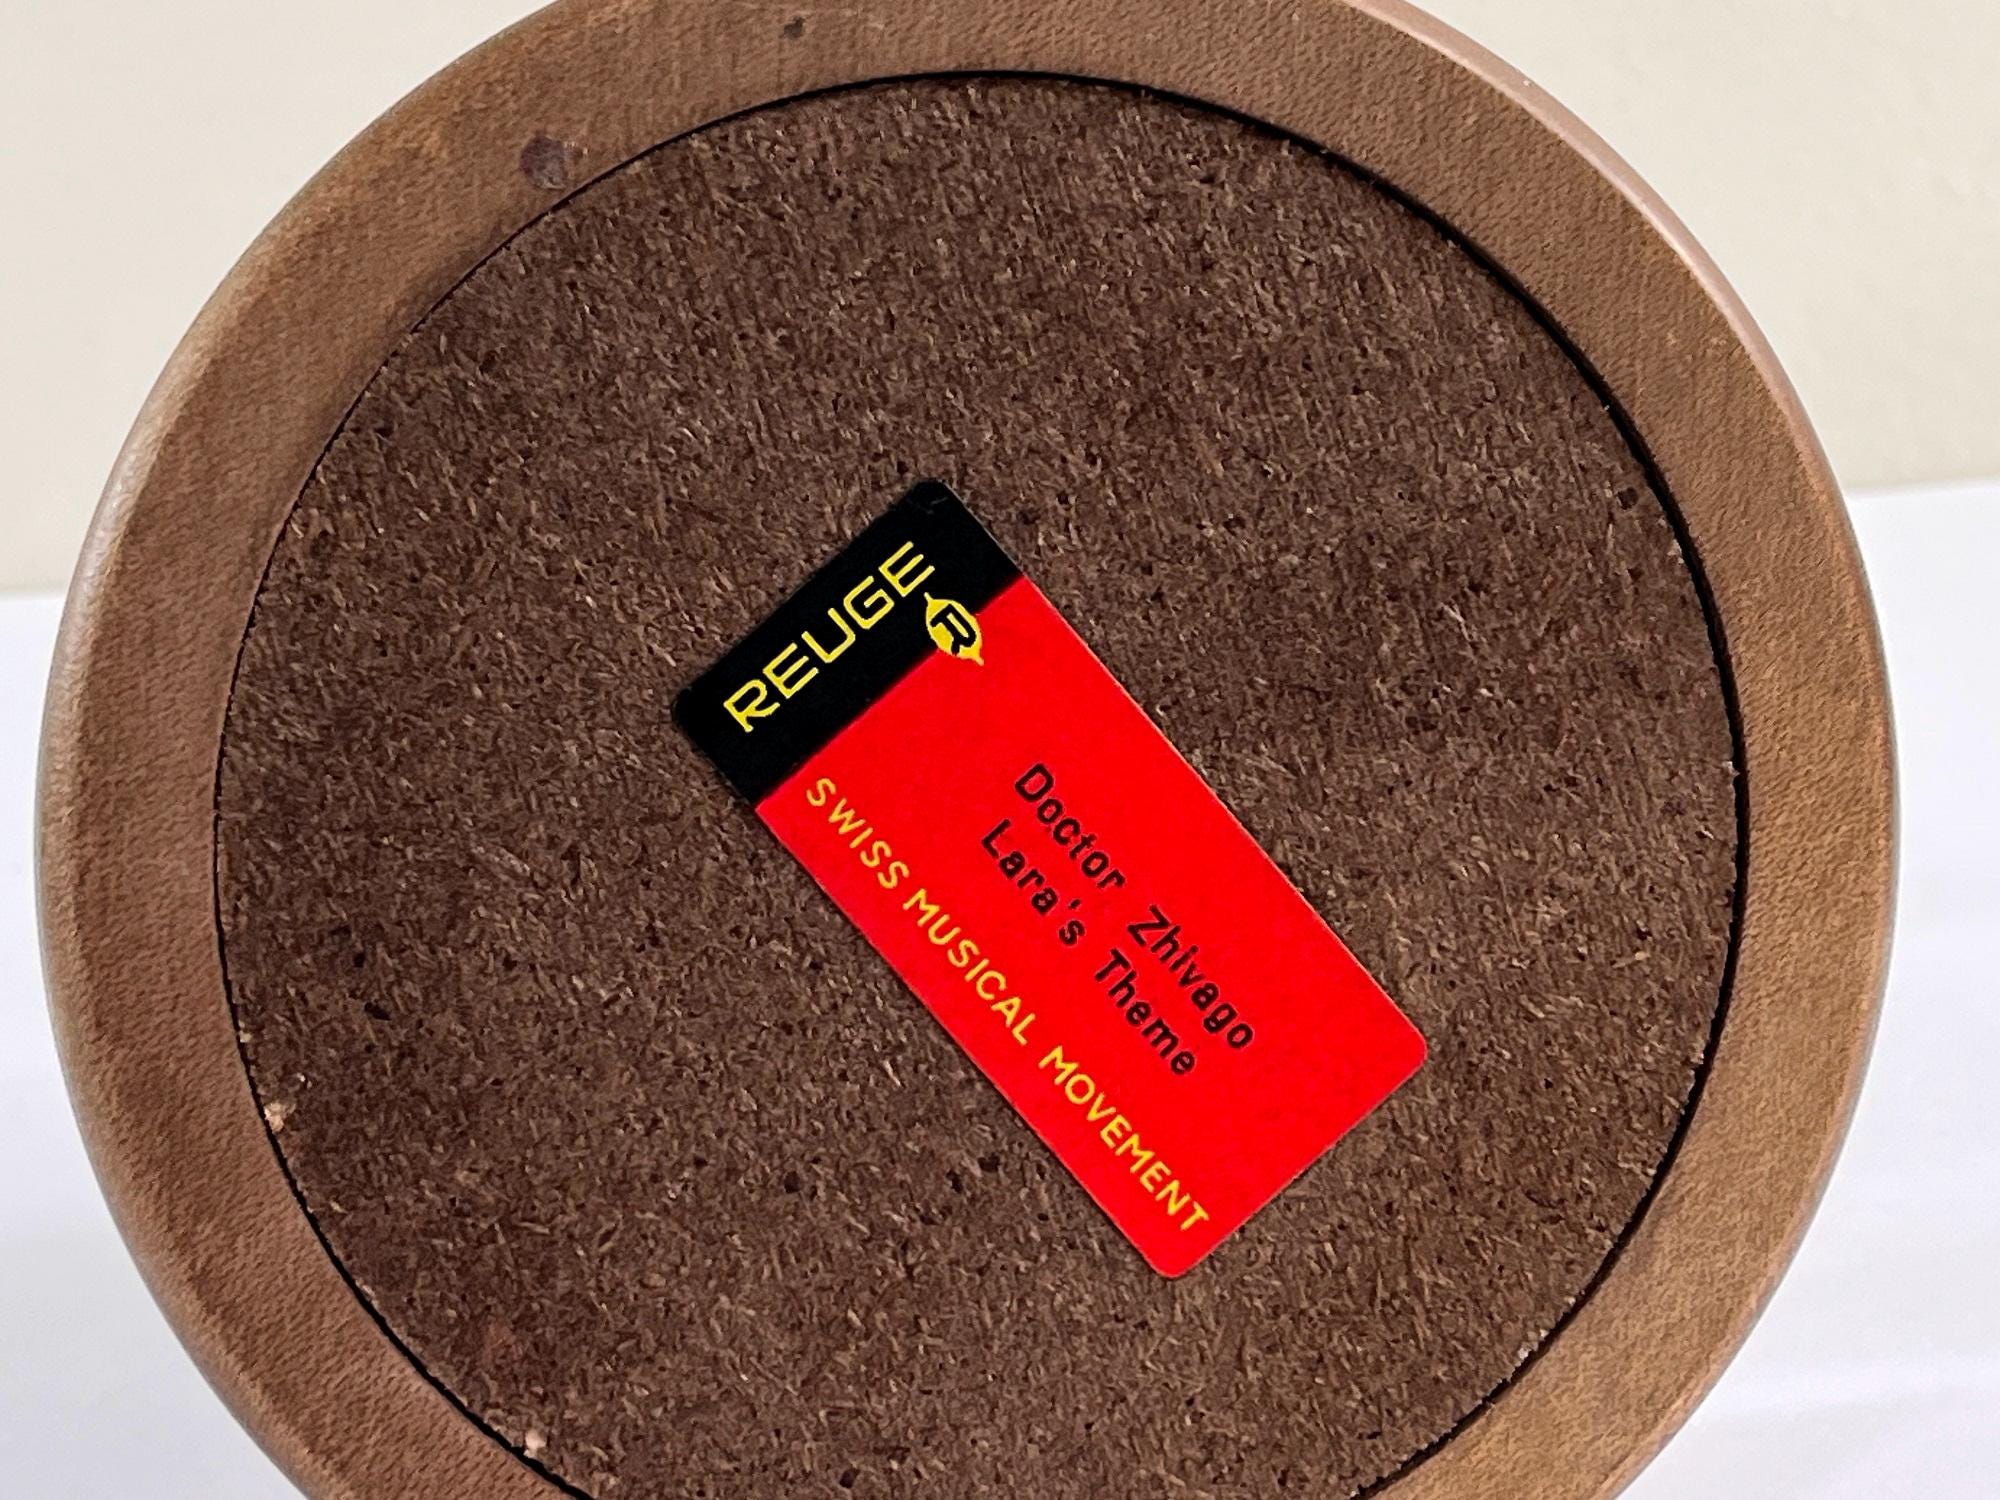 REUGE
R
Doctor Zhivago
Lara's Theme
SWISS MUSICAL MOVEMENT